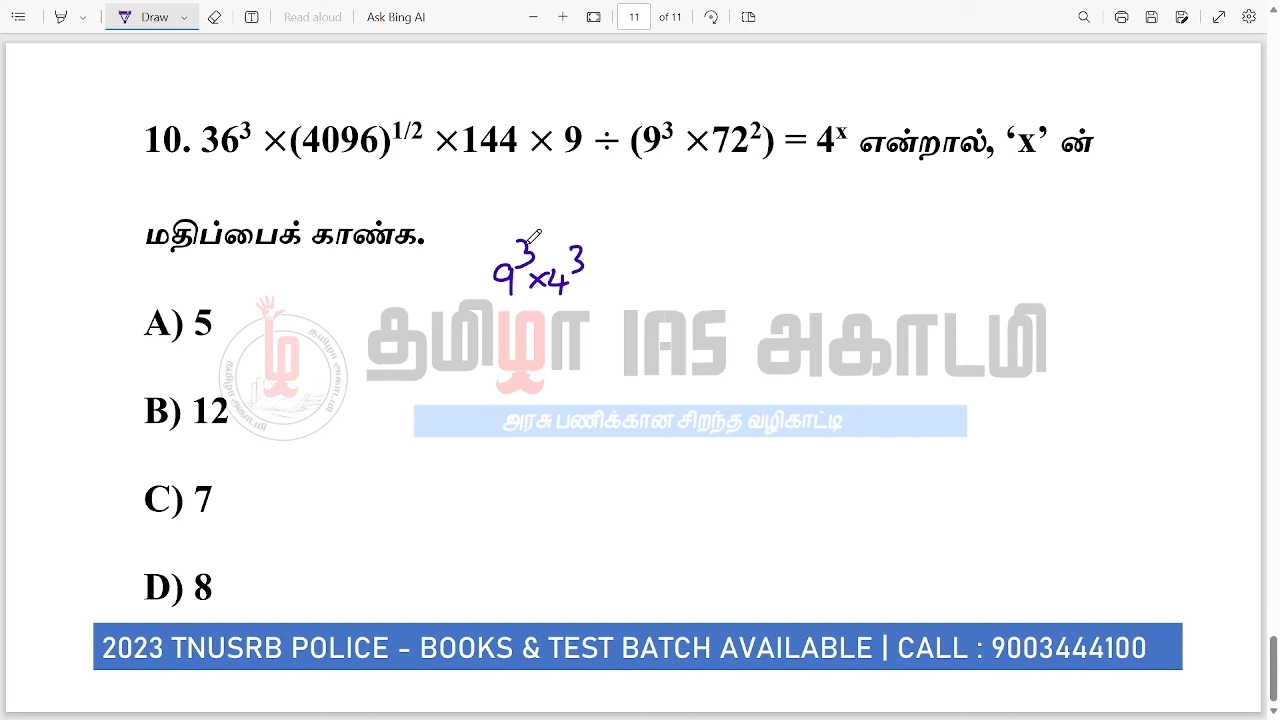 Draw
Read aloud
Ask Bing AI
11 of 11
10. 36³ ×(4096)^1/2 ×144 × 9 ÷ (9³ ×72²) = 4ˣ என்றால், ‘x’ ன்
மதிப்பைக் காண்க.
9³×4³
A) 5
தமிழா IAS அகாடமி
B) 12
அரசு பணிக்கான சிறந்த வழிகாட்டி
C) 7
D) 8
2023 TNUSRB POLICE - BOOKS & TEST BATCH AVAILABLE | CALL : 9003444100